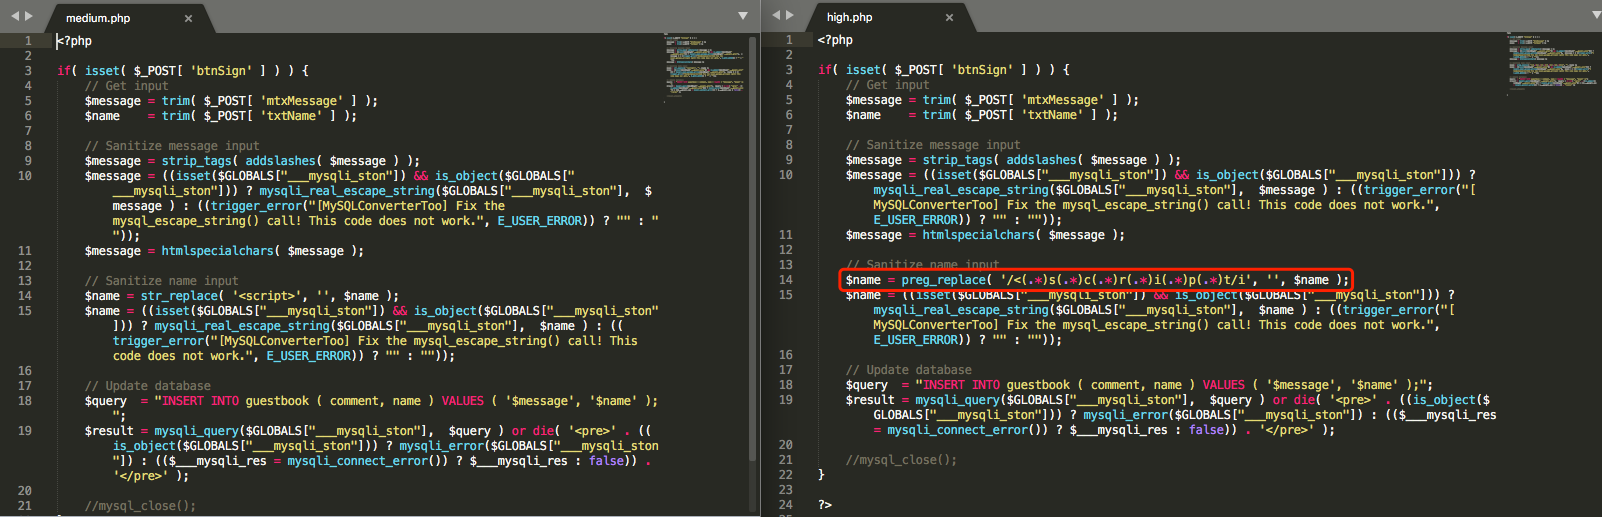 medium.php
1 <?php
2
3 if( isset( $_POST[ 'btnSign' ] ) ) {
4 // Get input
5 $message = trim( $_POST[ 'mtxMessage' ] );
6 $name    = trim( $_POST[ 'txtName' ] );
7
8 // Sanitize message input
9 $message = strip_tags( addslashes( $message ) );
10 $message = ((isset($GLOBALS["___mysqli_ston"]) && is_object($GLOBALS["
___mysqli_ston"])) ? mysqli_real_escape_string($GLOBALS["___mysqli_ston"],  $
message ) : ((trigger_error("[MySQLConverterToo] Fix the
mysql_escape_string() call! This code does not work.", E_USER_ERROR)) ? "" : "
"));
11 $message = htmlspecialchars( $message );
12
13 // Sanitize name input
14 $name = str_replace( '<script>', '', $name );
15 $name = ((isset($GLOBALS["___mysqli_ston"]) && is_object($GLOBALS["___mysqli_ston"
])) ? mysqli_real_escape_string($GLOBALS["___mysqli_ston"],  $name ) : ((
trigger_error("[MySQLConverterToo] Fix the mysql_escape_string() call! This
code does not work.", E_USER_ERROR)) ? "" : ""));
16
17 // Update database
18 $query  = "INSERT INTO guestbook ( comment, name ) VALUES ( '$message', '$name' );
";
19 $result = mysqli_query($GLOBALS["___mysqli_ston"],  $query ) or die( '<pre>' . ((
is_object($GLOBALS["___mysqli_ston"])) ? mysqli_error($GLOBALS["___mysqli_ston
"]) : (($___mysqli_res = mysqli_connect_error()) ? $___mysqli_res : false)) .
'</pre>' );
20
21 //mysql_close();
high.php
1 <?php
2
3 if( isset( $_POST[ 'btnSign' ] ) ) {
4 // Get input
5 $message = trim( $_POST[ 'mtxMessage' ] );
6 $name    = trim( $_POST[ 'txtName' ] );
7
8 // Sanitize message input
9 $message = strip_tags( addslashes( $message ) );
10 $message = ((isset($GLOBALS["___mysqli_ston"]) && is_object($GLOBALS["___mysqli_ston"])) ?
mysqli_real_escape_string($GLOBALS["___mysqli_ston"],  $message ) : ((trigger_error("[
MySQLConverterToo] Fix the mysql_escape_string() call! This code does not work.",
E_USER_ERROR)) ? "" : ""));
11 $message = htmlspecialchars( $message );
12
13 // Sanitize name input
14 $name = preg_replace( '/<(.*)s(.*)c(.*)r(.*)i(.*)p(.*)t/i', '', $name );
15 $name = ((isset($GLOBALS["___mysqli_ston"]) && is_object($GLOBALS["___mysqli_ston"])) ?
mysqli_real_escape_string($GLOBALS["___mysqli_ston"],  $name ) : ((trigger_error("[
MySQLConverterToo] Fix the mysql_escape_string() call! This code does not work.",
E_USER_ERROR)) ? "" : ""));
16
17 // Update database
18 $query  = "INSERT INTO guestbook ( comment, name ) VALUES ( '$message', '$name' );";
19 $result = mysqli_query($GLOBALS["___mysqli_ston"],  $query ) or die( '<pre>' . ((is_object($
GLOBALS["___mysqli_ston"])) ? mysqli_error($GLOBALS["___mysqli_ston"]) : (($___mysqli_res
= mysqli_connect_error()) ? $___mysqli_res : false)) . '</pre>' );
20
21 //mysql_close();
22 }
23
24 ?>